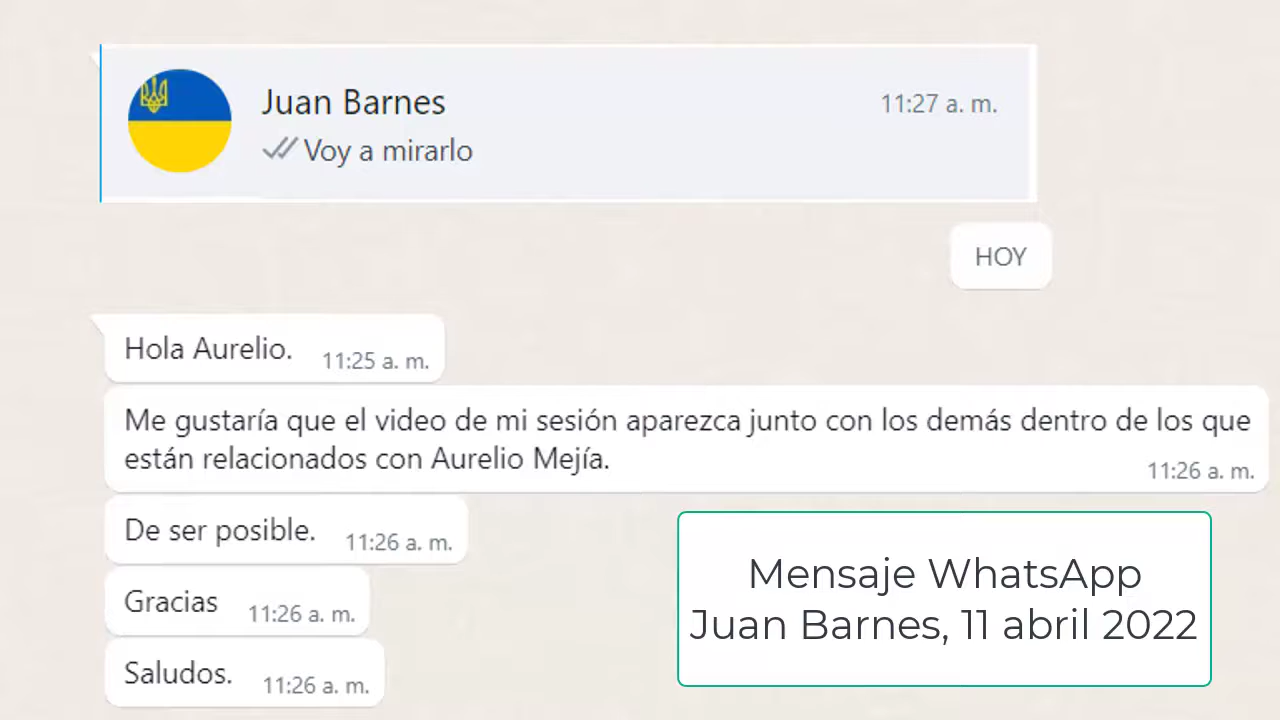 Juan Barnes
11:27 a. m.
Voy a mirarlo
HOY
Hola Aurelio.
11:25 a. m.
Me gustaría que el video de mi sesión aparezca junto con los demás dentro de los que
están relacionados con Aurelio Mejía.
11:26 a. m.
De ser posible.
11:26 a. m.
Gracias
11:26 a. m.
Saludos.
11:26 a. m.
Mensaje WhatsApp
Juan Barnes, 11 abril 2022